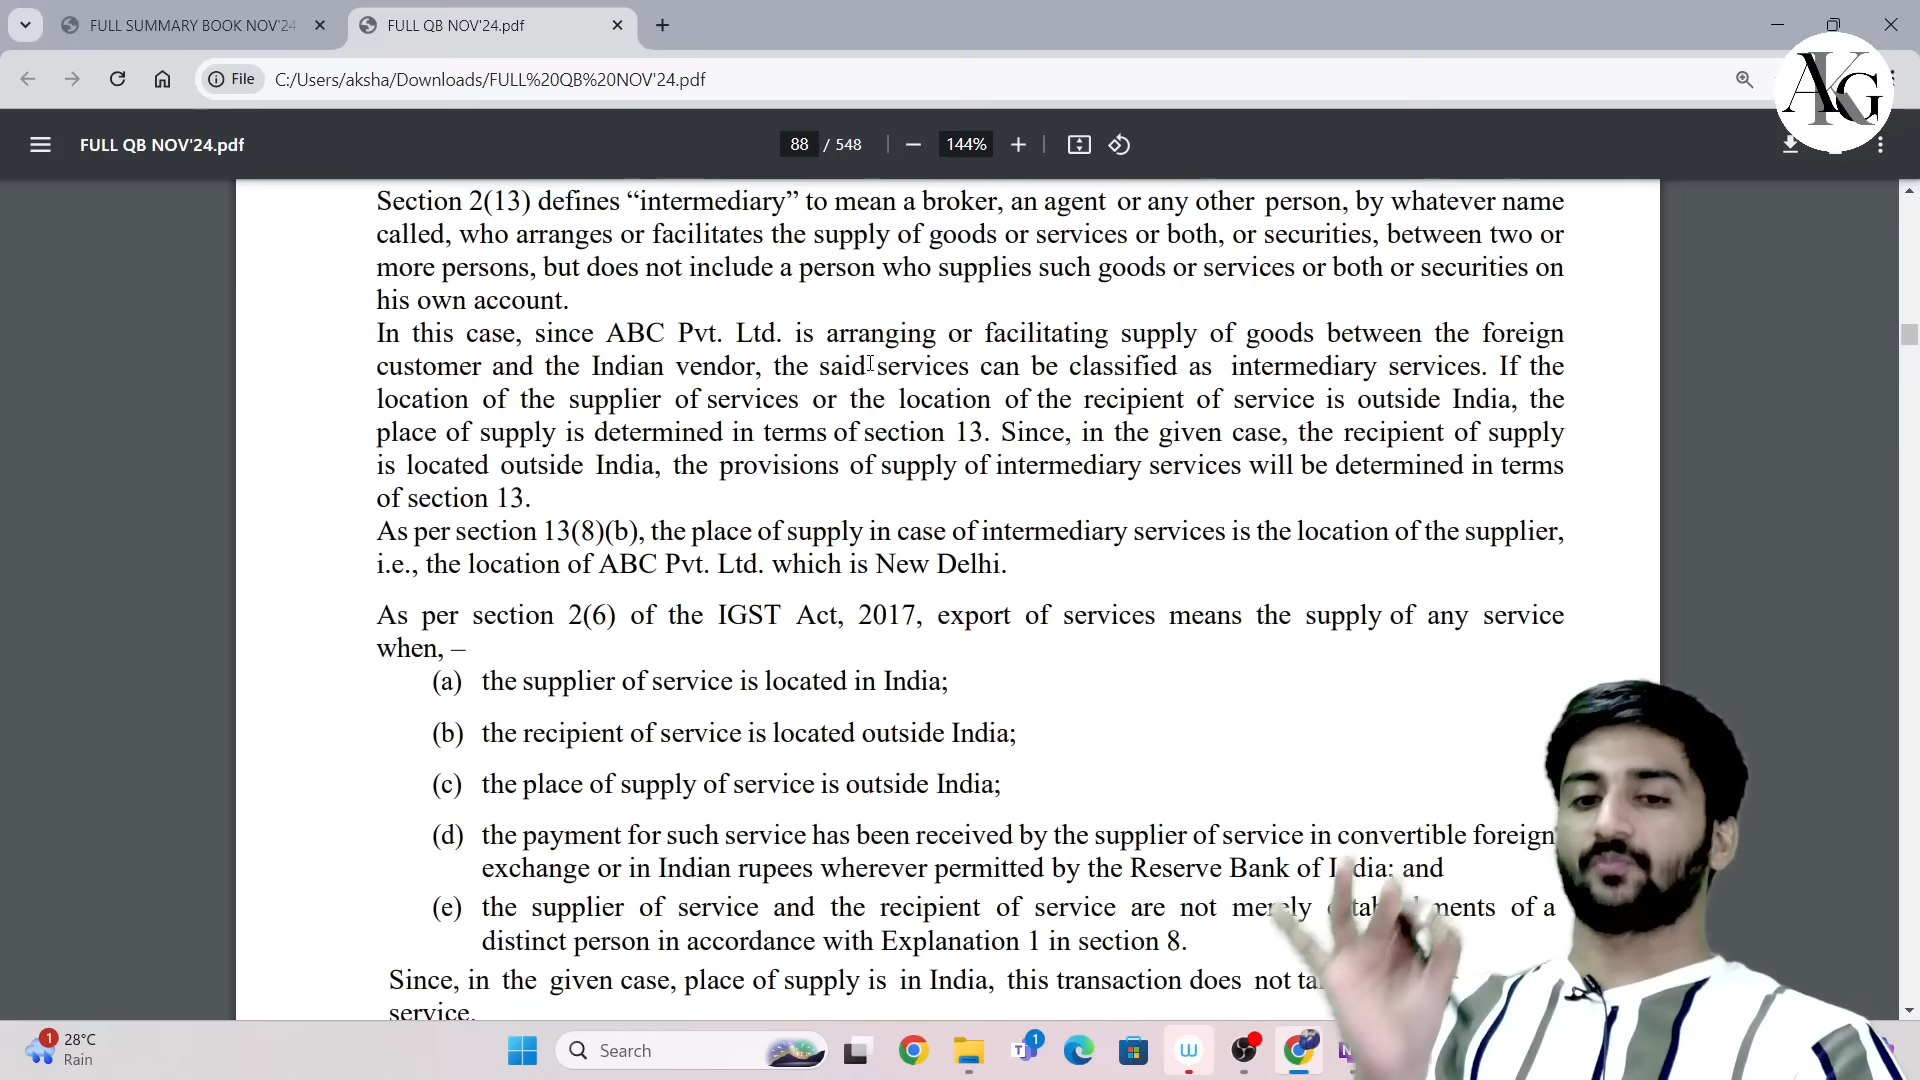 FULL SUMMARY BOOK NOV'24
FULL QB NOV'24.pdf
File
C:/Users/aksha/Downloads/FULL%20QB%20NOV'24.pdf
AKG
FULL QB NOV'24.pdf
88 / 548
144%
Section 2(13) defines “intermediary” to mean a broker, an agent or any other person, by whatever name
called, who arranges or facilitates the supply of goods or services or both, or securities, between two or
more persons, but does not include a person who supplies such goods or services or both or securities on
his own account.
In this case, since ABC Pvt. Ltd. is arranging or facilitating supply of goods between the foreign
customer and the Indian vendor, the said services can be classified as intermediary services. If the
location of the supplier of services or the location of the recipient of service is outside India, the
place of supply is determined in terms of section 13. Since, in the given case, the recipient of supply
is located outside India, the provisions of supply of intermediary services will be determined in terms
of section 13.
As per section 13(8)(b), the place of supply in case of intermediary services is the location of the supplier,
i.e., the location of ABC Pvt. Ltd. which is New Delhi.
As per section 2(6) of the IGST Act, 2017, export of services means the supply of any service
when, –
(a) the supplier of service is located in India;
(b) the recipient of service is located outside India;
(c) the place of supply of service is outside India;
(d) the payment for such service has been received by the supplier of service in convertible foreign
exchange or in Indian rupees wherever permitted by the Reserve Bank of India; and
(e) the supplier of service and the recipient of service are not merely of a
distinct person in accordance with Explanation 1 in section 8.
Since, in the given case, place of supply is in India, this transaction does not
service.
1
28°C
Rain
Search
1